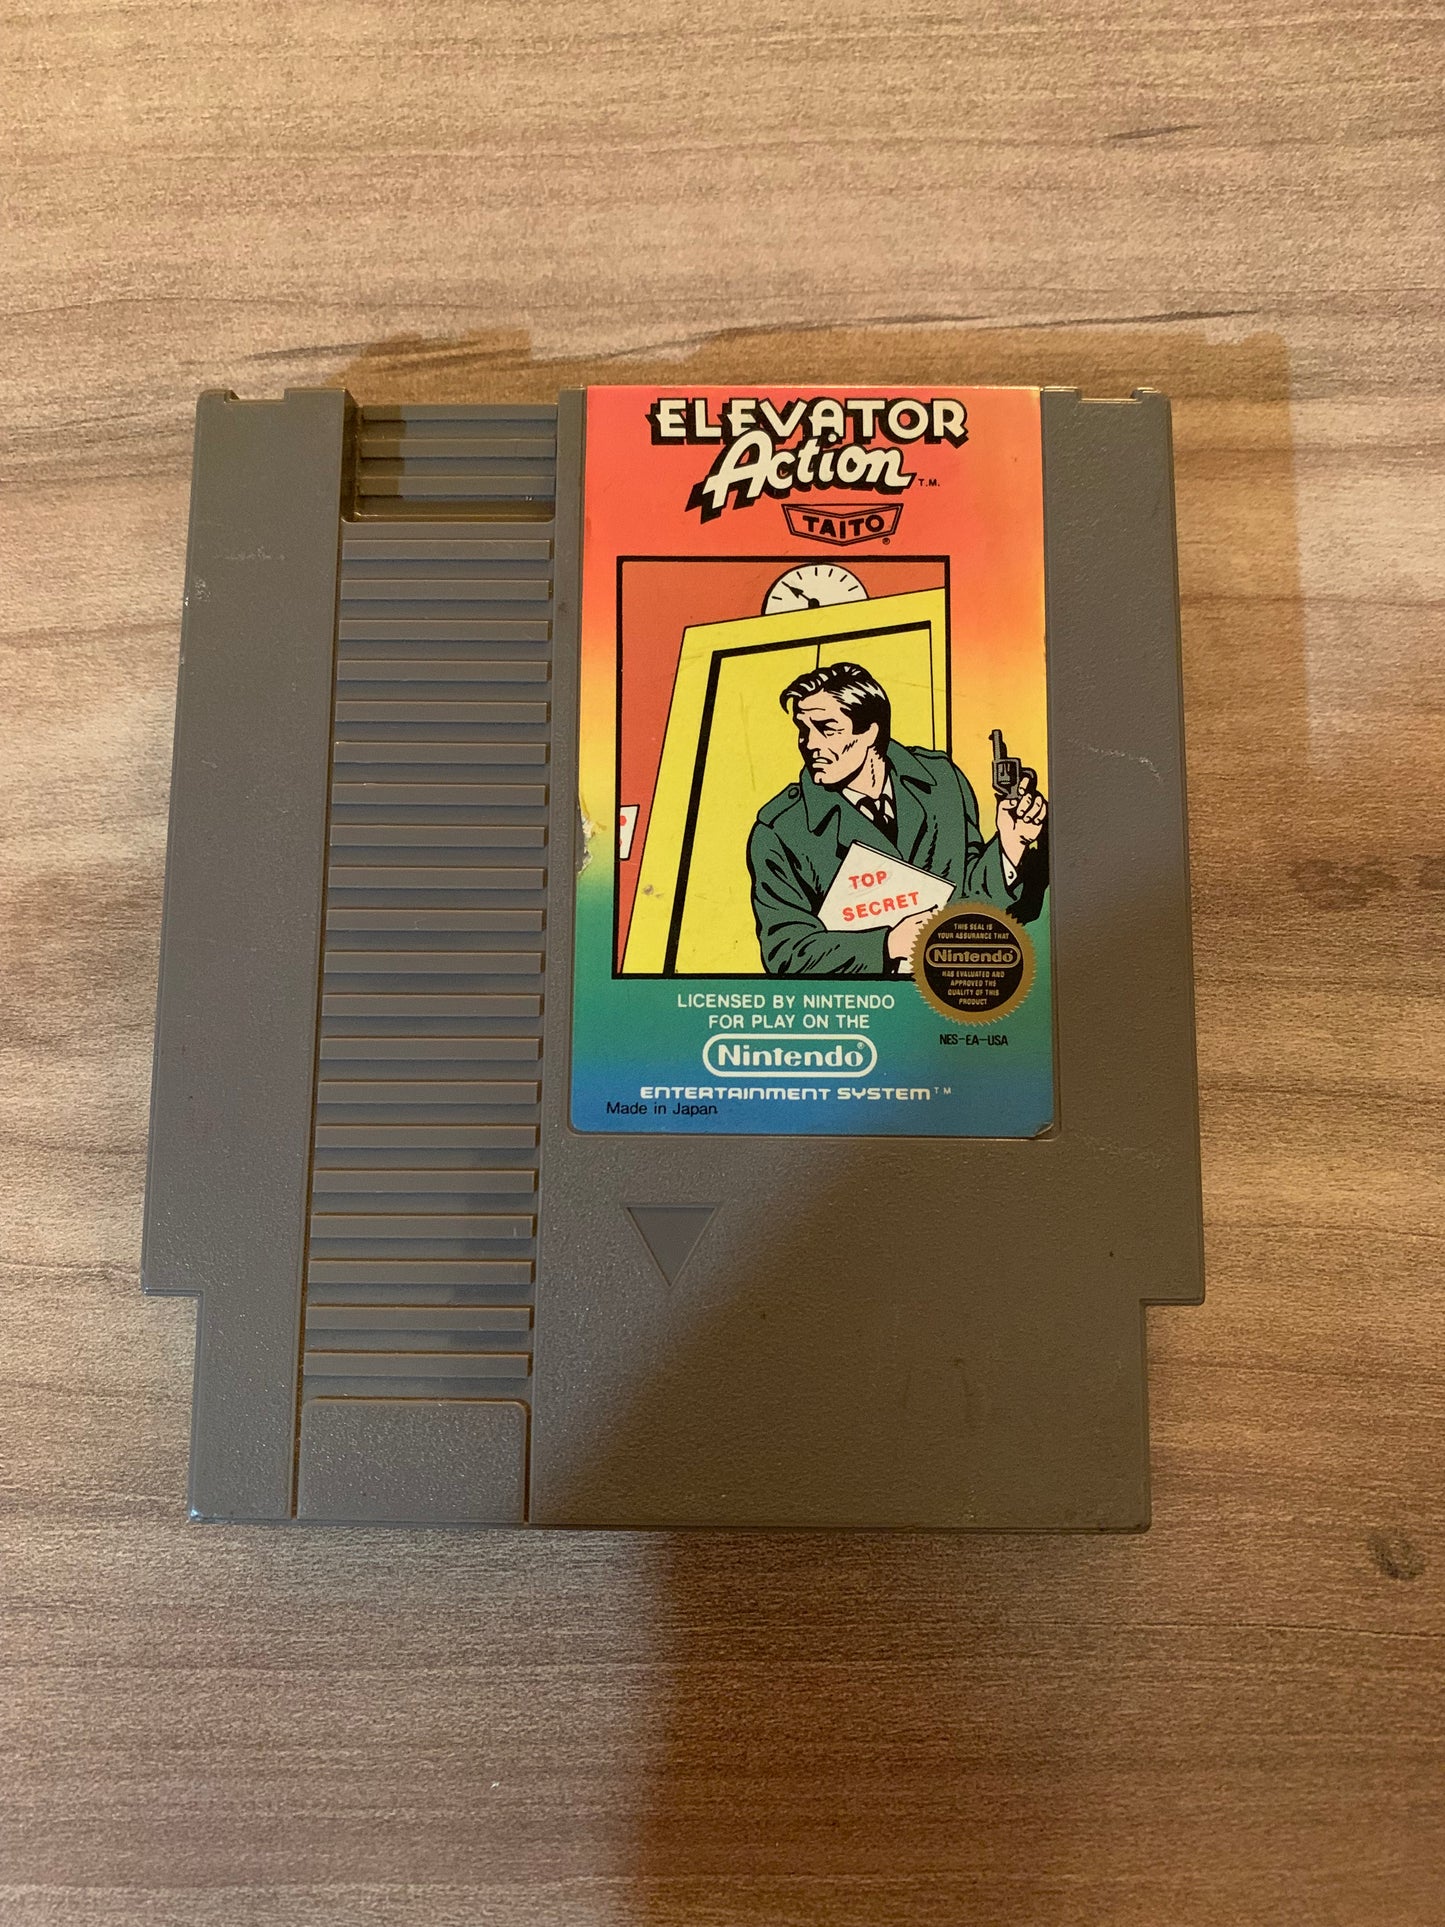 ELEVATOR
Action T.M.
TAITO ®
TOP
SECRET
THIS SEAL IS
YOUR ASSURANCE THAT
Nintendo
HAS EVALUATED AND
APPROVED THE
QUALITY OF THIS
PRODUCT
LICENSED BY NINTENDO
FOR PLAY ON THE
Nintendo®
ENTERTAINMENT SYSTEM™
NES-EA-USA
Made in Japan